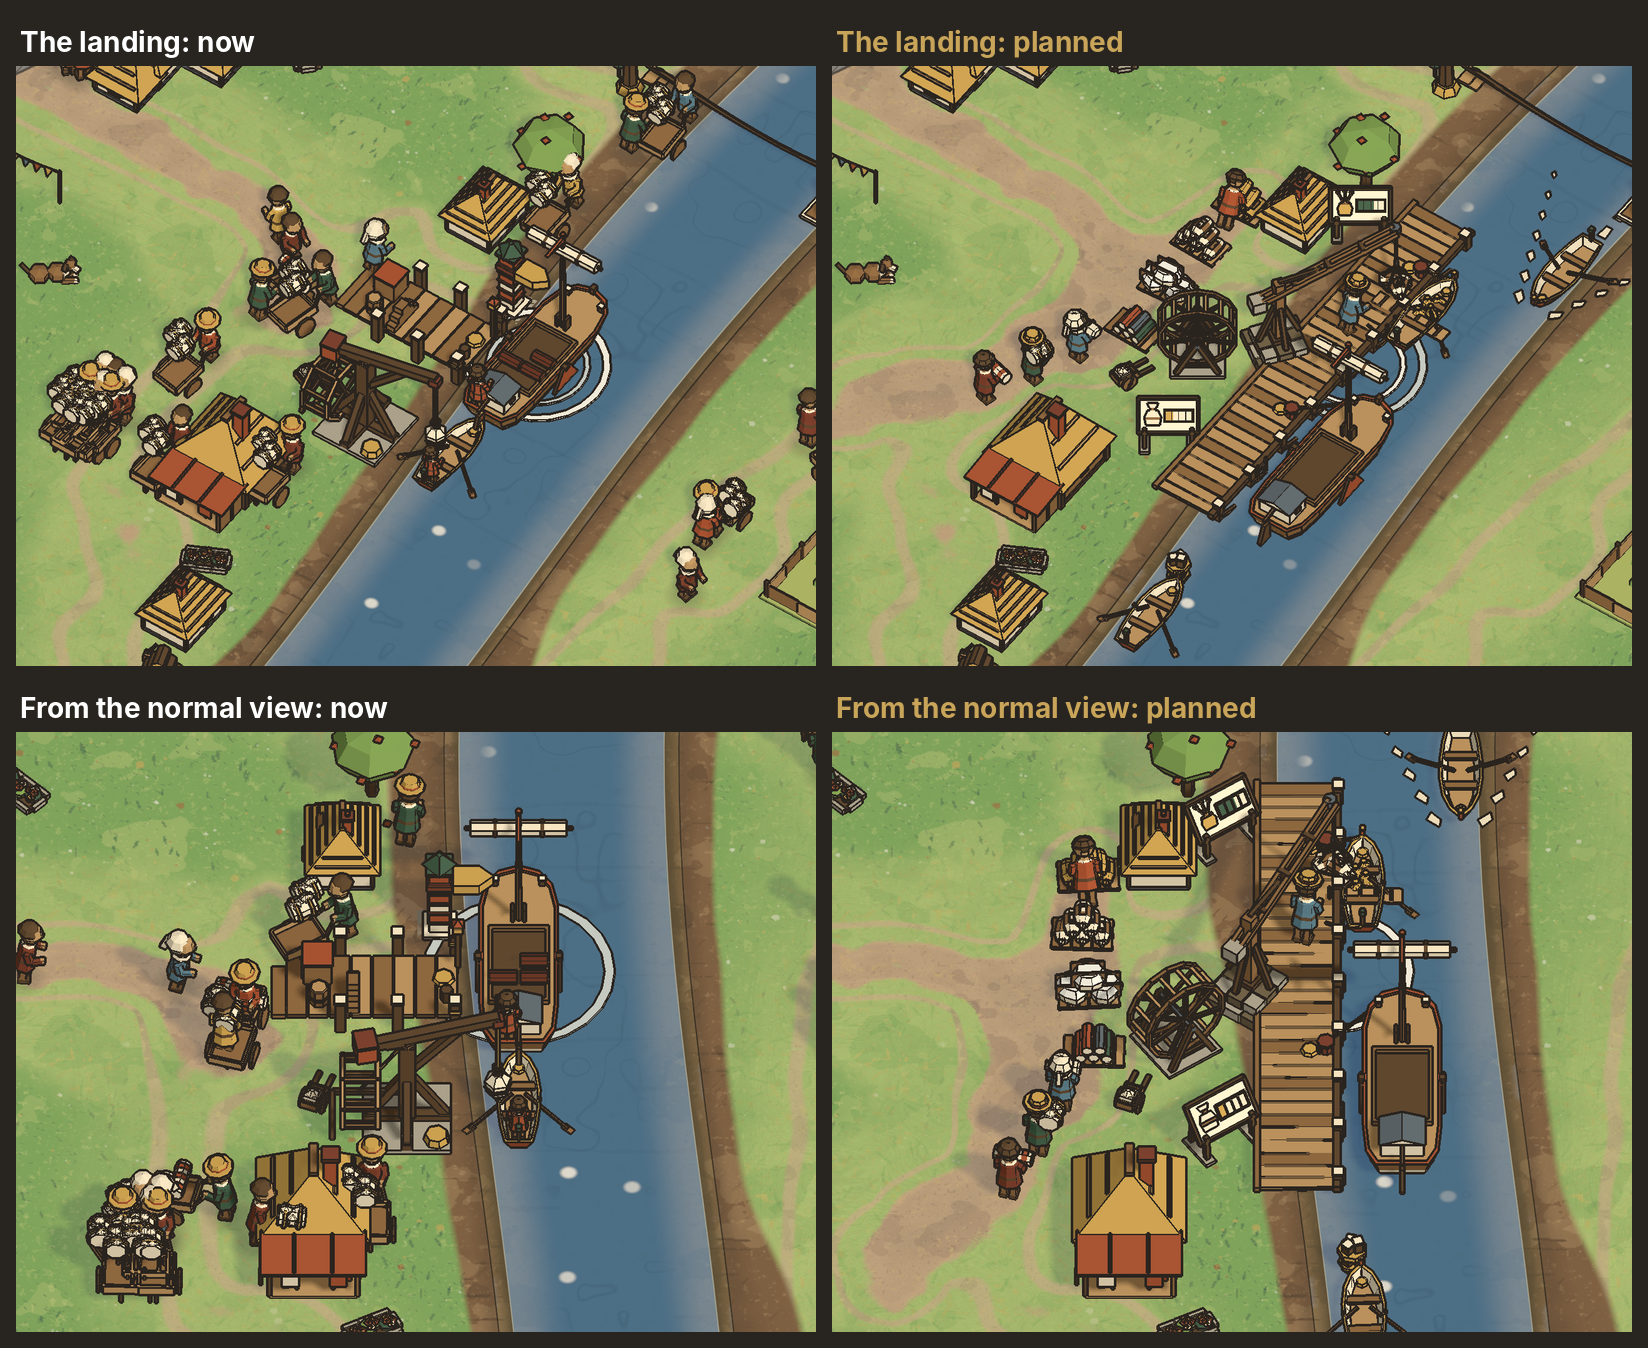 The landing: now
The landing: planned
From the normal view: now
From the normal view: planned